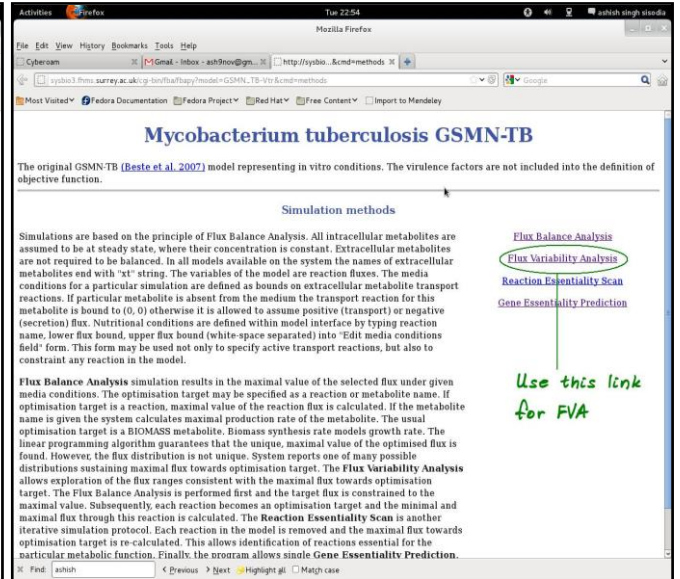 Activities Firefox Tue 22:54 ashish singh sisodia
Mozilla Firefox
File Edit View History Bookmarks Tools Help
Cyberoam Gmail - Inbox - ash9nov@gm... http://sysbio...&cmd=methods
sysbio3.fhms.surrey.ac.uk/cgi-bin/fba/fbapy?model=GSMN_TB-Vtr&cmd=methods Google
Most Visited Fedora Documentation Fedora Project Red Hat Free Content Import to Mendeley
Mycobacterium tuberculosis GSMN-TB
The original GSMN-TB (Beste et al. 2007) model representing in vitro conditions. The virulence factors are not included into the definition of
objective function.
Simulation methods
Simulations are based on the principle of Flux Balance Analysis. All intracellular metabolites are
assumed to be at steady state, where their concentration is constant. Extracellular metabolites
are not required to be balanced. In all models available on the system the names of extracellular
metabolites end with "xt" string. The variables of the model are reaction fluxes. The media
conditions for a particular simulation are defined as bounds on extracellular metabolite transport
reactions. If particular metabolite is absent from the medium the transport reaction for this
metabolite is bound to (0, 0) otherwise it is allowed to assume positive (transport) or negative
(secretion) flux. Nutritional conditions are defined within model interface by typing reaction
name, lower flux bound, upper flux bound (white-space separated) into "Edit media conditions
field" form. This form may be used not only to specify active transport reactions, but also to
constraint any reaction in the model.
Flux Balance Analysis simulation results in the maximal value of the selected flux under given
media conditions. The optimisation target may be specified as a reaction or metabolite name. If
optimisation target is a reaction, maximal value of the reaction flux is calculated. If the metabolite
name is given the system calculates maximal production rate of the metabolite. The usual
optimisation target is a BIOMASS metabolite. Biomass synthesis rate models growth rate. The
linear programming algorithm guarantees that the unique, maximal value of the optimised flux is
found. However, the flux distribution is not unique. System reports one of many possible
distributions sustaining maximal flux towards optimisation target. The Flux Variability Analysis
allows exploration of the flux ranges consistent with the maximal flux towards optimisation
target. The Flux Balance Analysis is performed first and the target flux is constrained to the
maximal value. Subsequently, each reaction becomes an optimisation target and the minimal and
maximal flux through this reaction is calculated. The Reaction Essentiality Scan is another
iterative simulation protocol. Each reaction in the model is removed and the maximal flux towards
optimisation target is re-calculated. This allows identification of reactions essential for the
particular metabolic function. Finally, the program allows single Gene Essentiality Prediction.
Flux Balance Analysis
Flux Variability Analysis
Reaction Essentiality Scan
Gene Essentiality Prediction
Use this link
for FVA
Find: ashish Previous Next Highlight all Match case